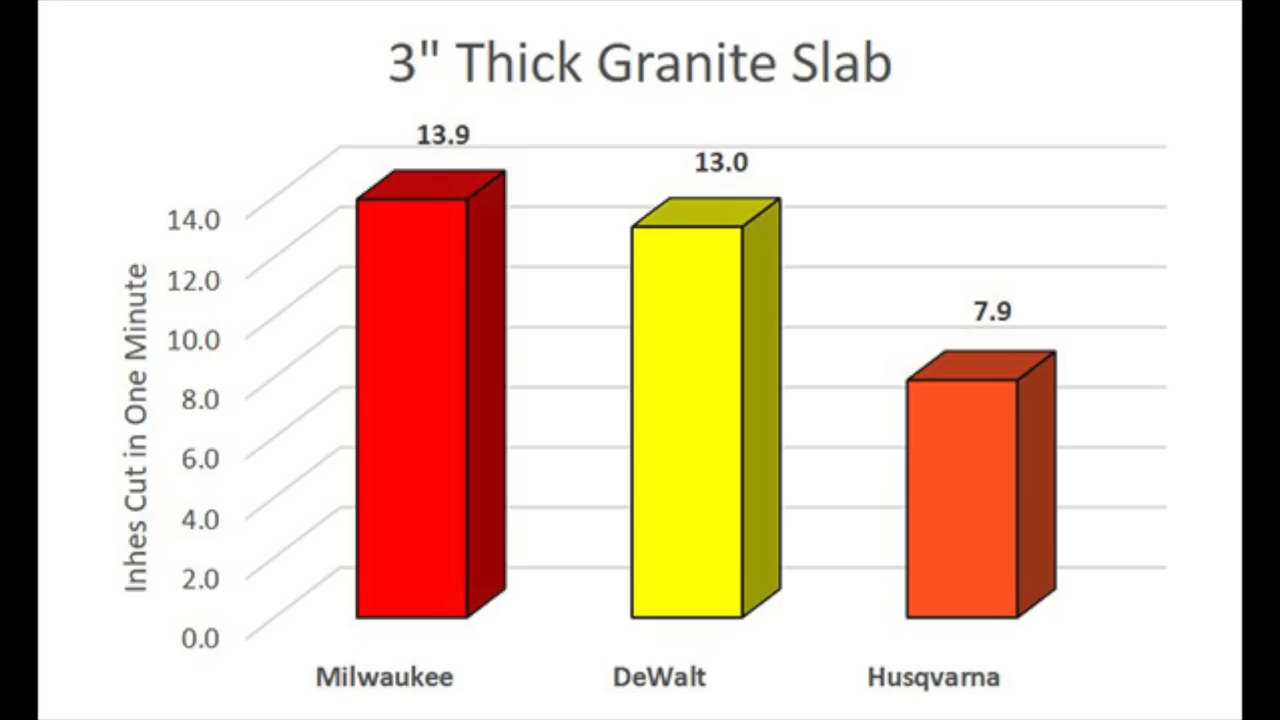 3" Thick Granite Slab
13.9
13.0
7.9
14.0
12.0
10.0
8.0
6.0
4.0
2.0
0.0
Inhes Cut in One Minute
Milwaukee
DeWalt
Husqvarna